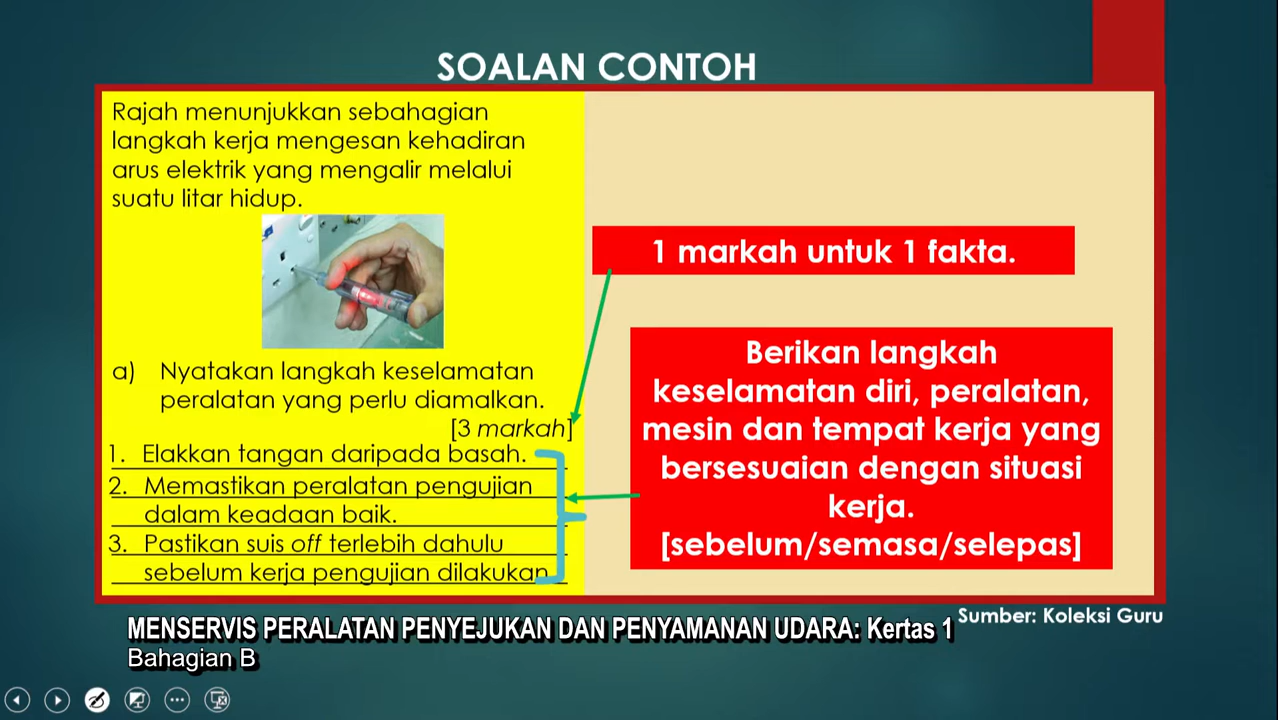 SOALAN CONTOH
Rajah menunjukkan sebahagian
langkah kerja mengesan kehadiran
arus elektrik yang mengalir melalui
suatu litar hidup.
a) Nyatakan langkah keselamatan
peralatan yang perlu diamalkan.
[3 markah]
1. Elakkan tangan daripada basah.
2. Memastikan peralatan pengujian
dalam keadaan baik.
3. Pastikan suis off terlebih dahulu
sebelum kerja pengujian dilakukan
1 markah untuk 1 fakta.
Berikan langkah
keselamatan diri, peralatan,
mesin dan tempat kerja yang
bersesuaian dengan situasi
kerja.
[sebelum/semasa/selepas]
Sumber: Koleksi Guru
MENSERVIS PERALATAN PENYEJUKAN DAN PENYAMANAN UDARA: Kertas 1
Bahagian B